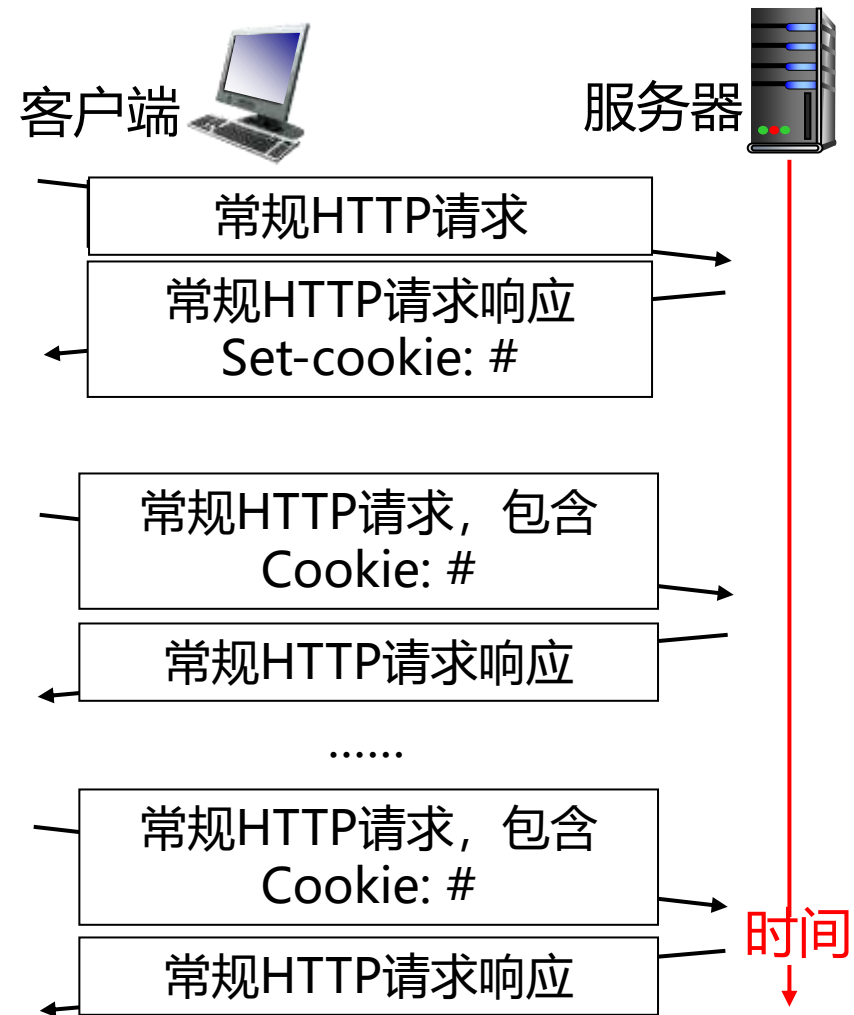 客户端
服务器
常规HTTP请求
常规HTTP请求响应
Set-cookie: #
常规HTTP请求，包含
Cookie: #
常规HTTP请求响应
……
常规HTTP请求，包含
Cookie: #
时间
常规HTTP请求响应